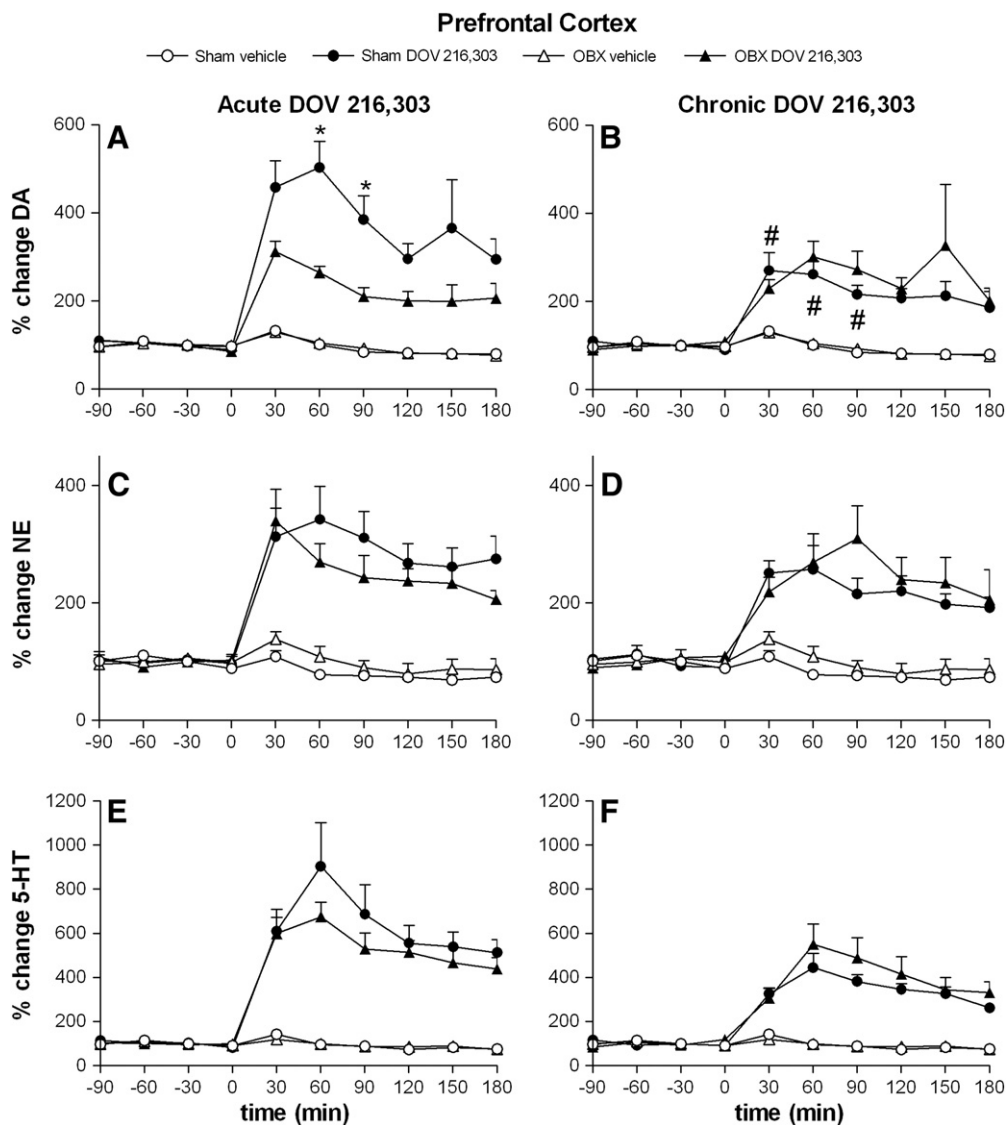 Prefrontal Cortex
Sham vehicle Sham DOV 216,303 OBX vehicle OBX DOV 216,303
Acute DOV 216,303 Chronic DOV 216,303
A B
% change DA
600 600
* *
400 400
# # #
200 200
0 0
-90 -60 -30 0 30 60 90 120 150 180 -90 -60 -30 0 30 60 90 120 150 180
C D
% change NE
400 400
200 200
0 0
-90 -60 -30 0 30 60 90 120 150 180 -90 -60 -30 0 30 60 90 120 150 180
E F
% change 5-HT
1200 1200
1000 1000
800 800
600 600
400 400
200 200
0 0
-90 -60 -30 0 30 60 90 120 150 180 -90 -60 -30 0 30 60 90 120 150 180
time (min) time (min)